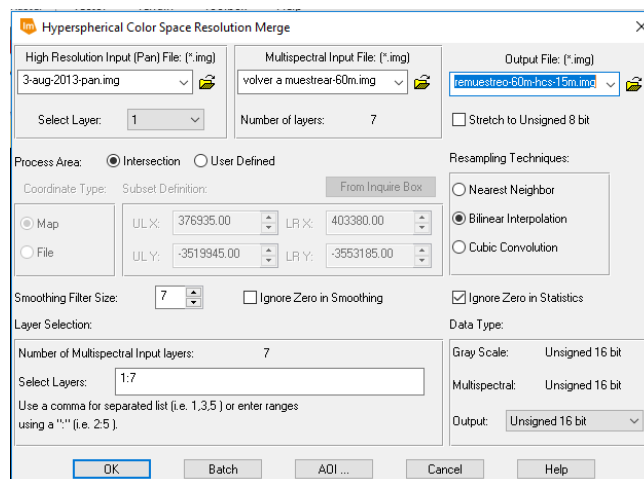 Hyperspherical Color Space Resolution Merge
High Resolution Input (Pan) File: (*.img)
3-aug-2013-pan.img
Select Layer: 1
Multispectral Input File: (*.img)
volver a muestrear-60m.img
Number of layers: 7
Output File: (*.img)
remuestreo-60m-hcs-15m.img
Stretch to Unsigned 8 bit
Process Area: Intersection User Defined
Coordinate Type: Subset Definition: From Inquire Box
Map
File
UL X: 376935.00 LR X: 403380.00
UL Y: -3519945.00 LR Y: -3553185.00
Resampling Techniques:
Nearest Neighbor
Bilinear Interpolation
Cubic Convolution
Smoothing Filter Size: 7 Ignore Zero in Smoothing Ignore Zero in Statistics
Layer Selection:
Number of Multispectral Input layers: 7
Select Layers: 1:7
Use a comma for separated list (i.e. 1,3,5 ) or enter ranges
using a ":" (i.e. 2:5 ).
Data Type:
Gray Scale: Unsigned 16 bit
Multispectral: Unsigned 16 bit
Output: Unsigned 16 bit
OK Batch AOI ... Cancel Help